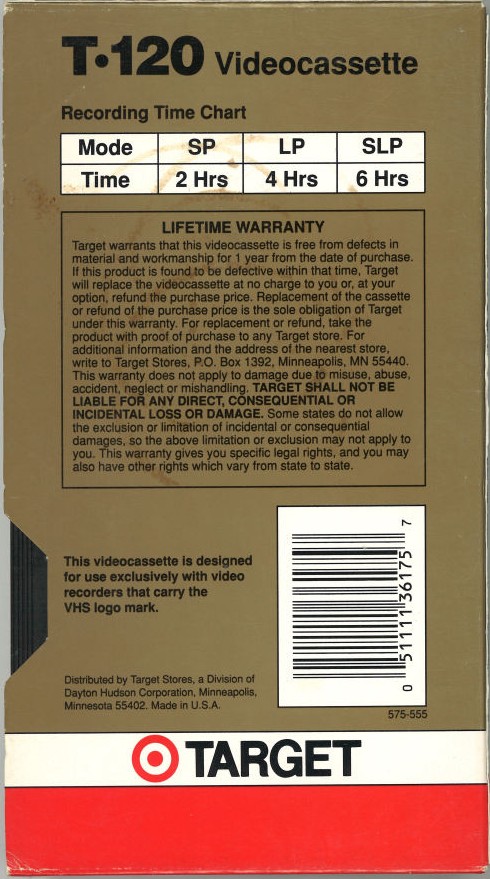 T•120 Videocassette
Recording Time Chart
Mode SP LP SLP
Time 2 Hrs 4 Hrs 6 Hrs
LIFETIME WARRANTY
Target warrants that this videocassette is free from defects in
material and workmanship for 1 year from the date of purchase.
If this product is found to be defective within that time, Target
will replace the videocassette at no charge to you or, at your
option, refund the purchase price. Replacement of the cassette
or refund of the purchase price is the sole obligation of Target
under this warranty. For replacement or refund, take the
product with proof of purchase to any Target store. For
additional information and the address of the nearest store,
write to Target Stores, P.O. Box 1392, Minneapolis, MN 55440.
This warranty does not apply to damage due to misuse, abuse,
accident, neglect or mishandling. TARGET SHALL NOT BE
LIABLE FOR ANY DIRECT, CONSEQUENTIAL OR
INCIDENTAL LOSS OR DAMAGE. Some states do not allow
the exclusion or limitation of incidental or consequential
damages, so the above limitation or exclusion may not apply to
you. This warranty gives you specific legal rights, and you may
also have other rights which vary from state to state.
This videocassette is designed
for use exclusively with video
recorders that carry the
VHS logo mark.
0 51111 36175 7
Distributed by Target Stores, a Division of
Dayton Hudson Corporation, Minneapolis,
Minnesota 55402. Made in U.S.A.
575-555
TARGET